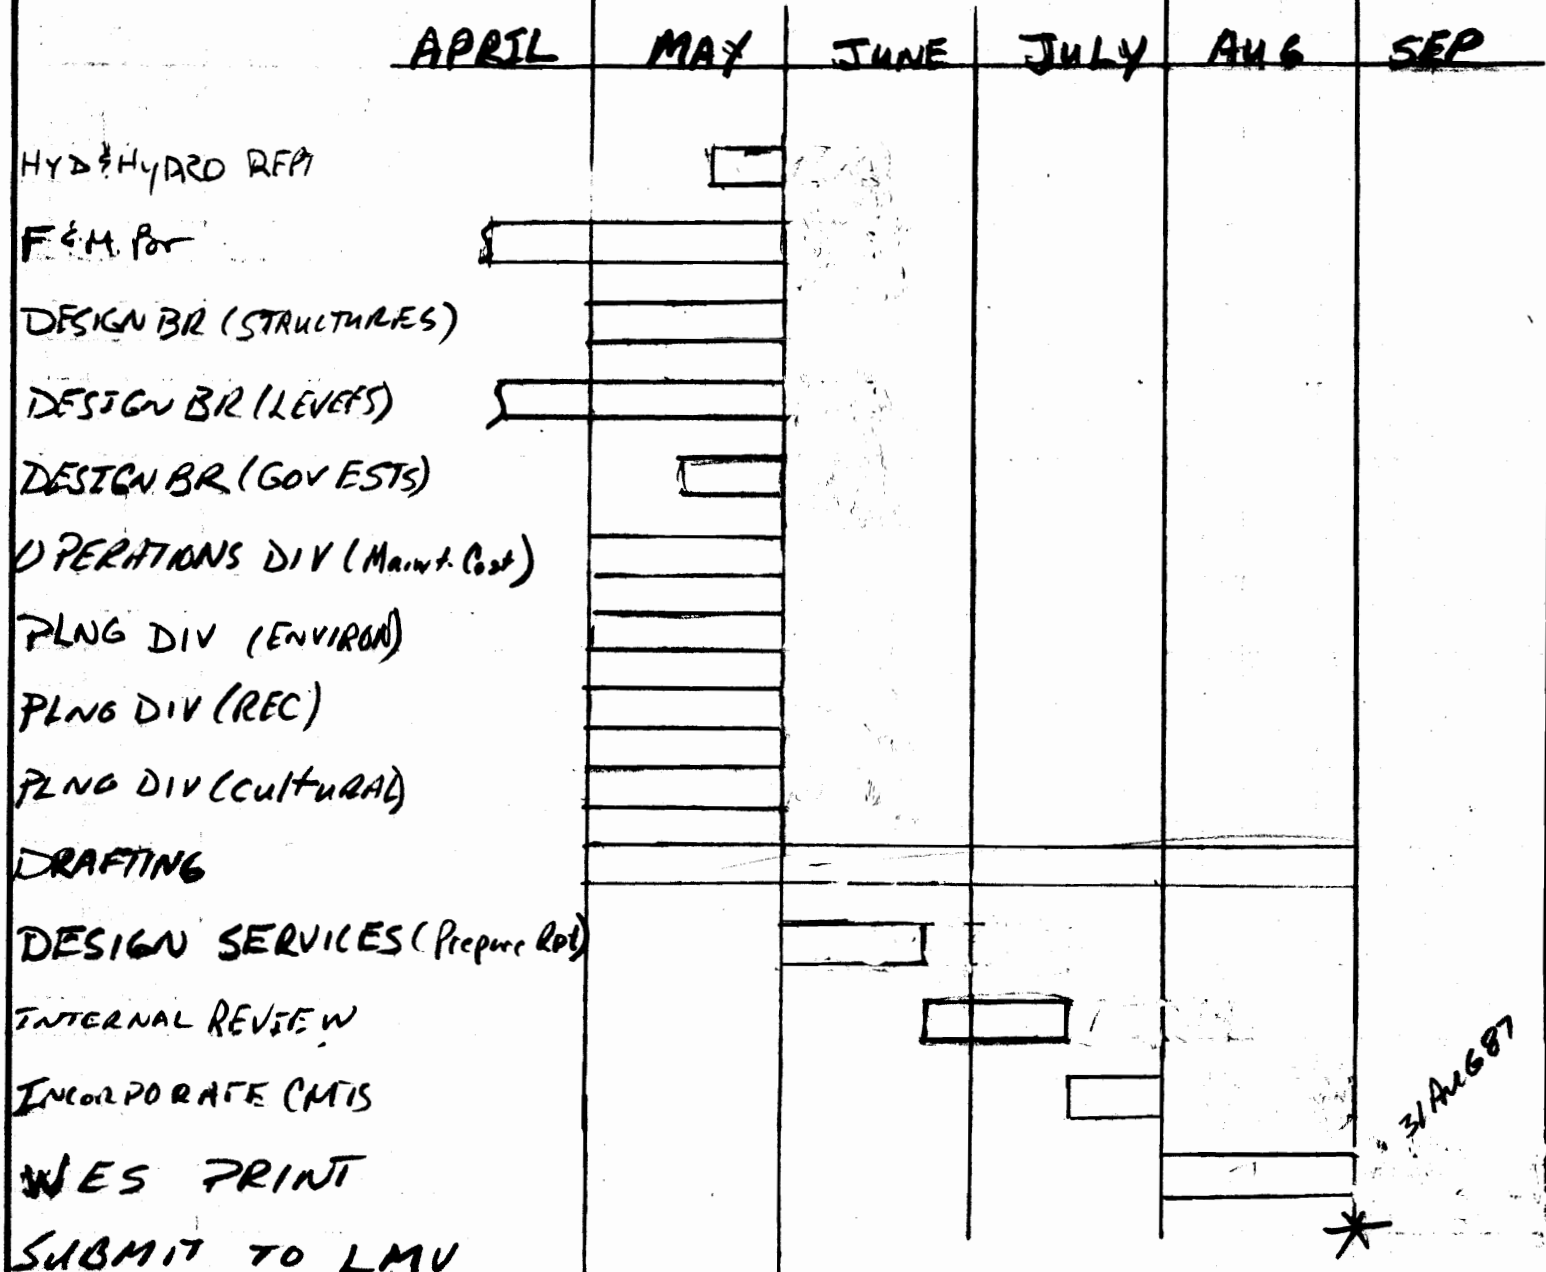 APRIL MAY JUNE JULY AUG SEP
HYD & HYDRO REPT
F & M. Br
DESIGN BR (STRUCTURES)
DESIGN BR (LEVEES)
DESIGN BR (GOV ESTS)
OPERATIONS DIV (Maint. Cost)
PLNG DIV (ENVIRON)
PLNG DIV (REC)
PLNG DIV (CultuRAL)
DRAFTING
DESIGN SERVICES (Prepare Rpt)
INTERNAL REVIEW
INCORPORATE CMTS
31 AUG 87
WES PRINT
SUBMIT TO LMV